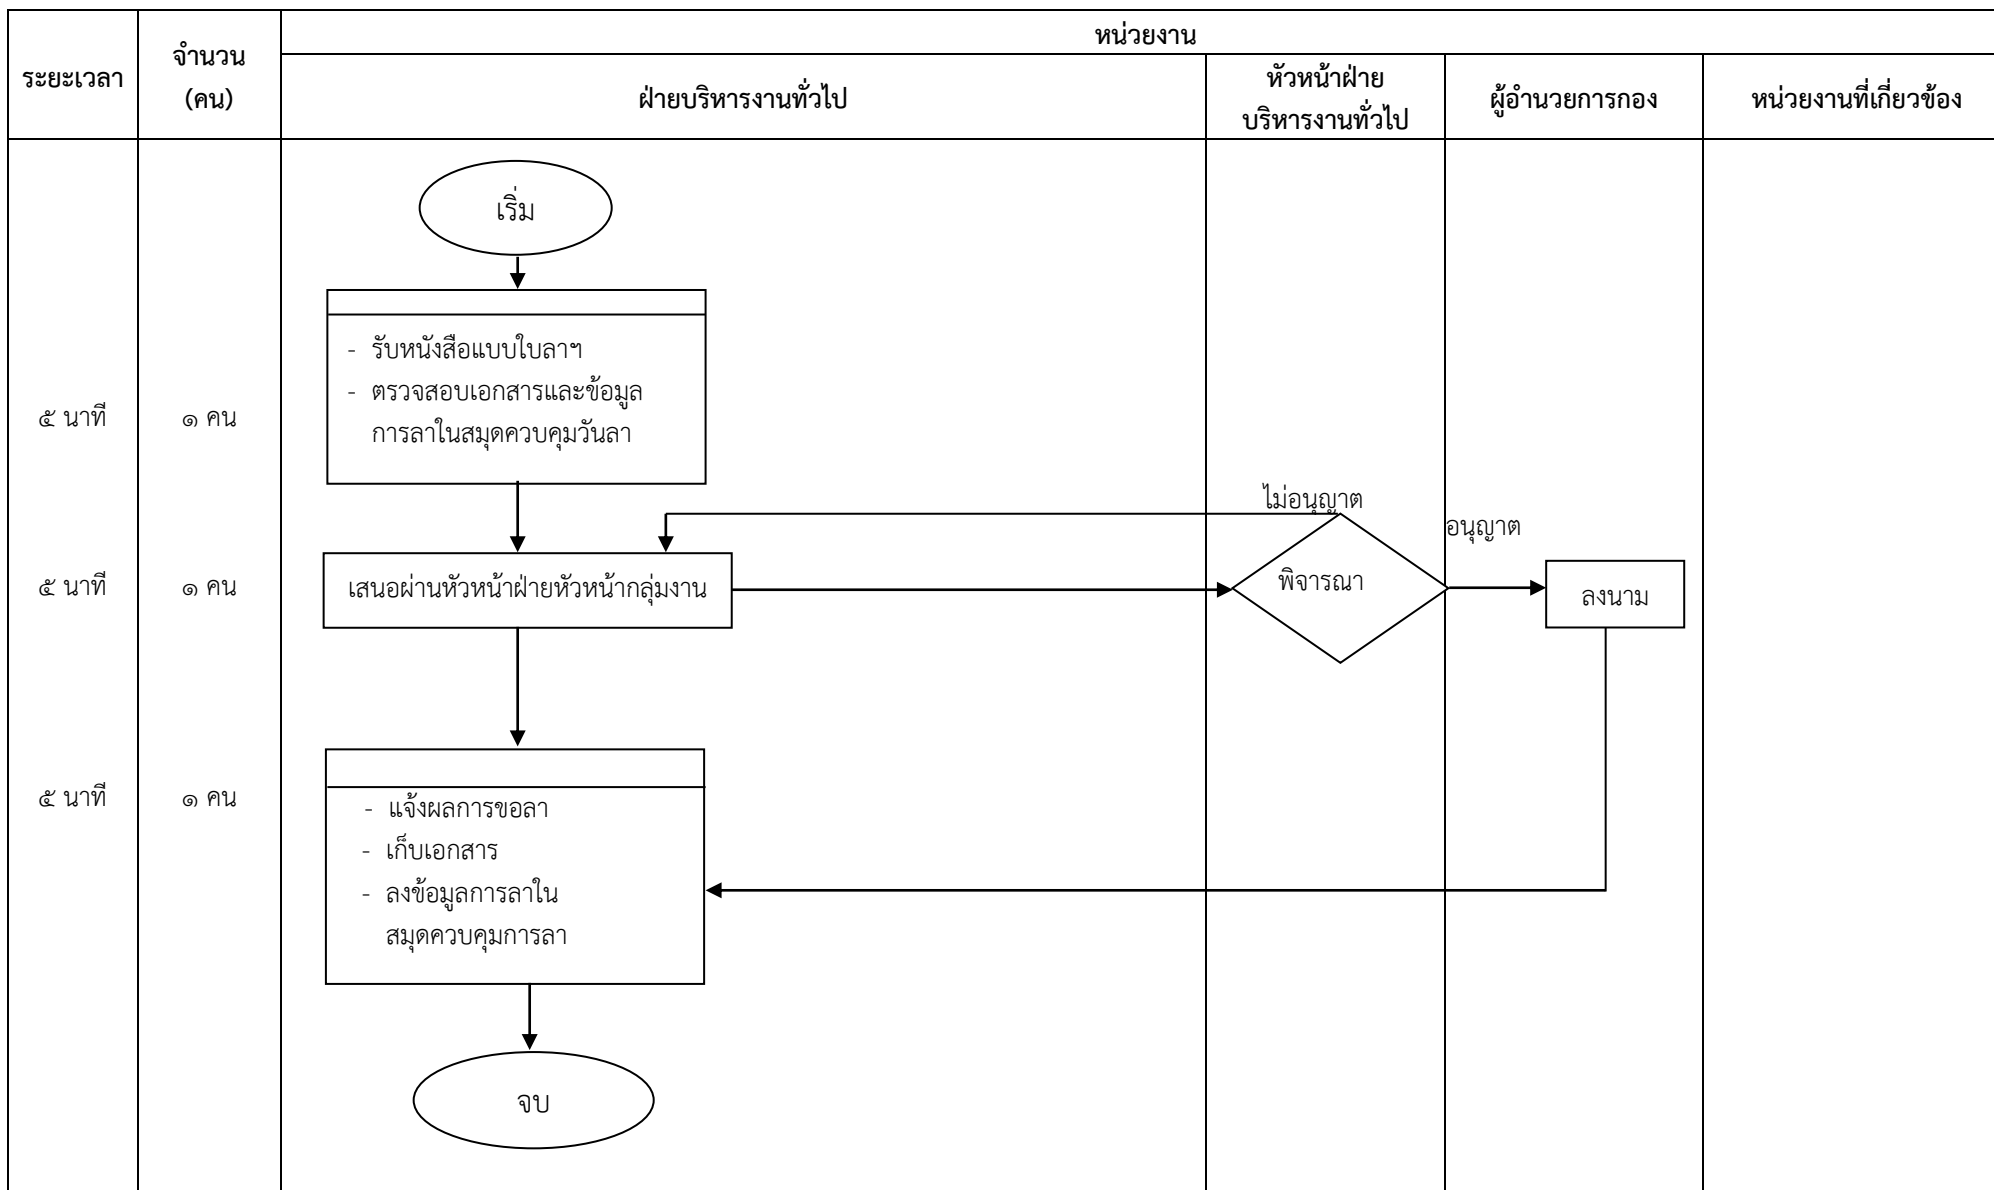 หน่วยงาน
ระยะเวลา
จำนวน
(คน)
ฝ่ายบริหารงานทั่วไป
หัวหน้าฝ่าย
บริหารงานทั่วไป
ผู้อำนวยการกอง
หน่วยงานที่เกี่ยวข้อง
เริ่ม
- รับหนังสือแบบใบลาฯ
- ตรวจสอบเอกสารและข้อมูล
การลาในสมุดควบคุมวันลา
๕ นาที
๑ คน
ไม่อนุญาต
อนุญาต
๕ นาที
๑ คน
เสนอผ่านหัวหน้าฝ่ายหัวหน้ากลุ่มงาน
พิจารณา
ลงนาม
๕ นาที
๑ คน
- แจ้งผลการขอลา
- เก็บเอกสาร
- ลงข้อมูลการลาใน
สมุดควบคุมการลา
จบ